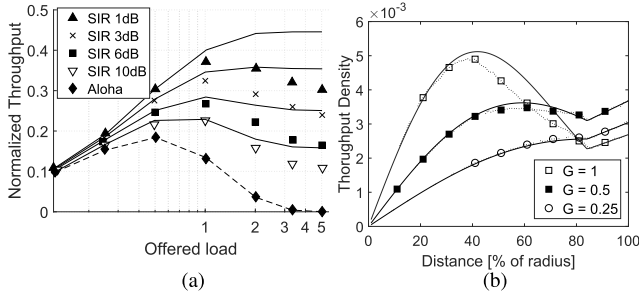 0.5
0.4
0.3
0.2
0.1
0
SIR 1dB
SIR 3dB
SIR 6dB
SIR 10dB
Aloha
Normalized Throughput
1
2
3
4
5
Offered load
(a)
×10⁻³
6
5
4
3
2
1
0
Thorughput Density
G = 1
G = 0.5
G = 0.25
0
20
40
60
80
100
Distance [% of radius]
(b)